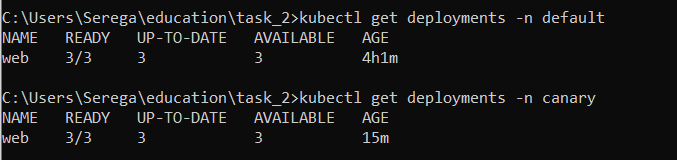 C:\Users\Serega\education\task_2>kubectl get deployments -n default
NAME   READY   UP-TO-DATE   AVAILABLE   AGE
web    3/3     3            3           4h1m
C:\Users\Serega\education\task_2>kubectl get deployments -n canary
NAME   READY   UP-TO-DATE   AVAILABLE   AGE
web    3/3     3            3           15m